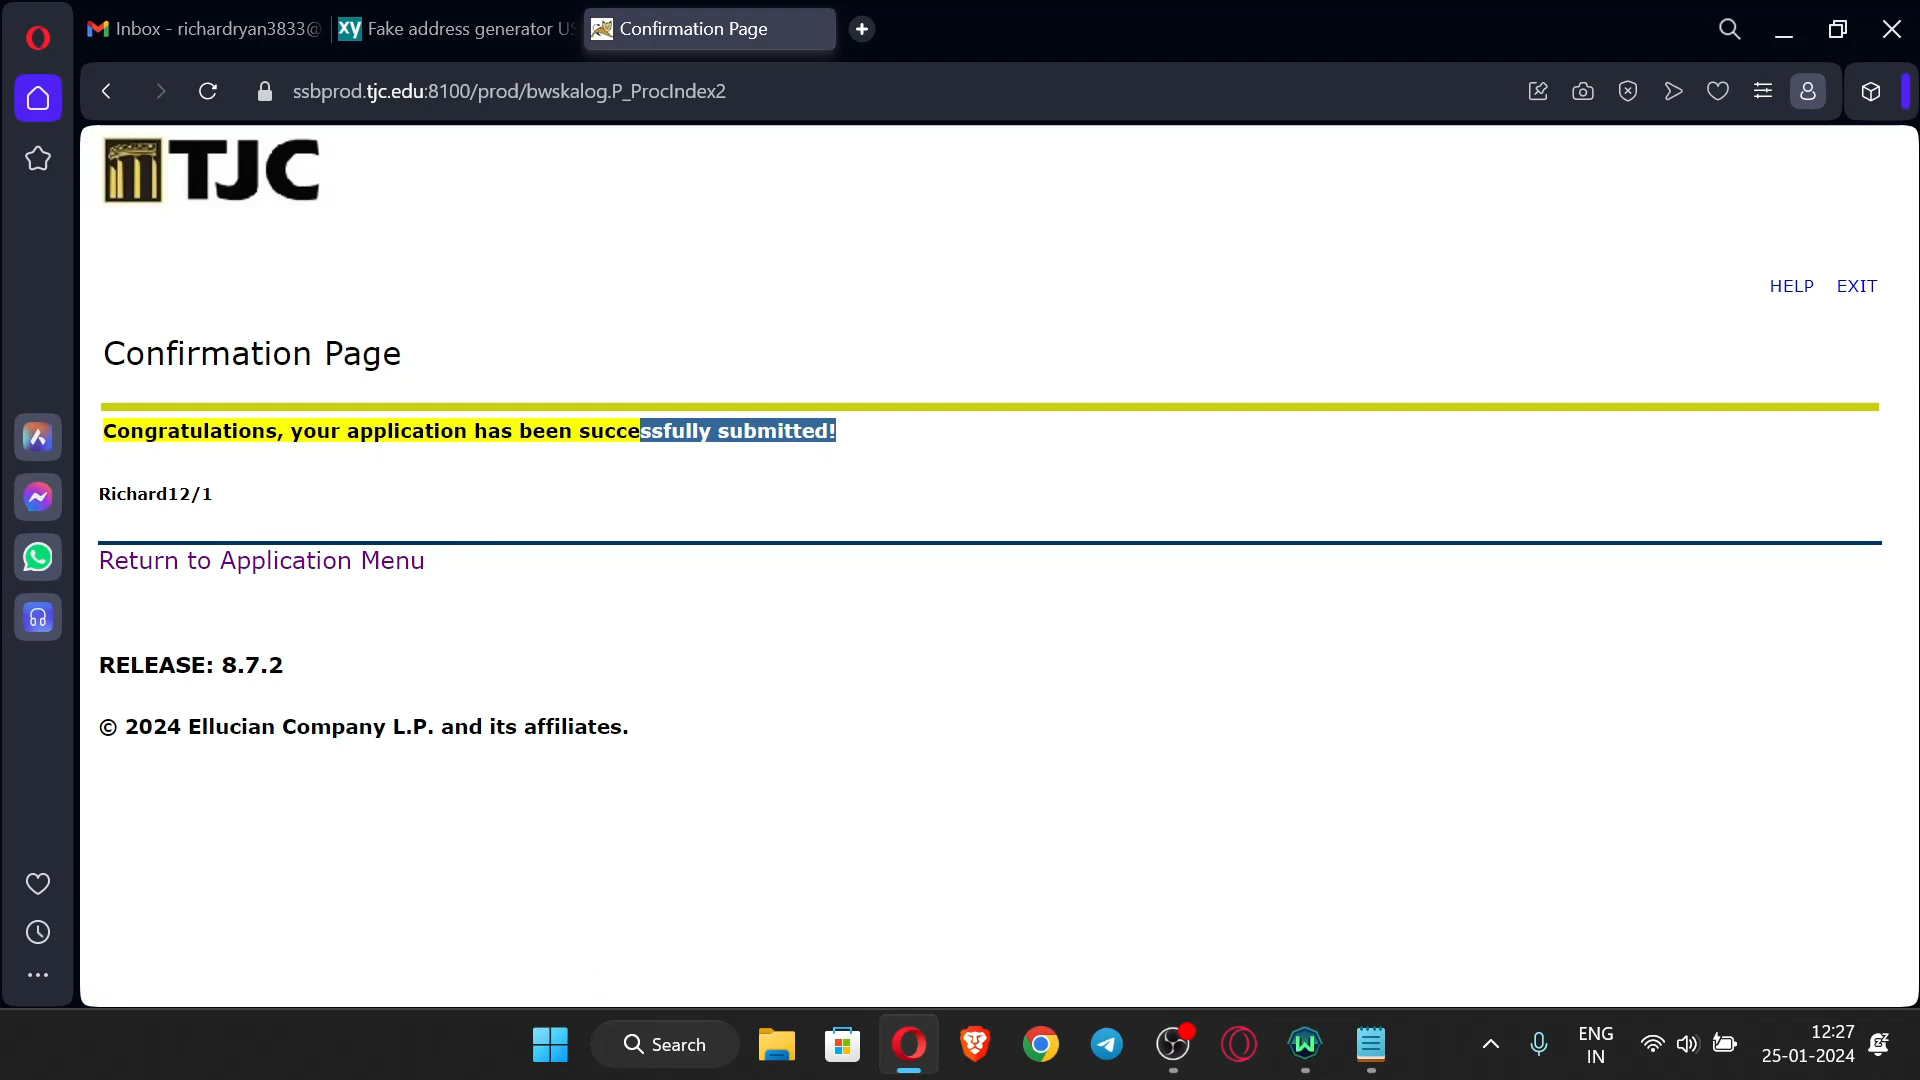 Inbox - richardryan3833@
xy Fake address generator US
Confirmation Page
ssbprod.tjc.edu:8100/prod/bwskalog.P_ProcIndex2
TJC
HELP EXIT
Confirmation Page
Congratulations, your application has been successfully submitted!
Richard12/1
Return to Application Menu
RELEASE: 8.7.2
© 2024 Ellucian Company L.P. and its affiliates.
Search
ENG
IN
12:27
25-01-2024